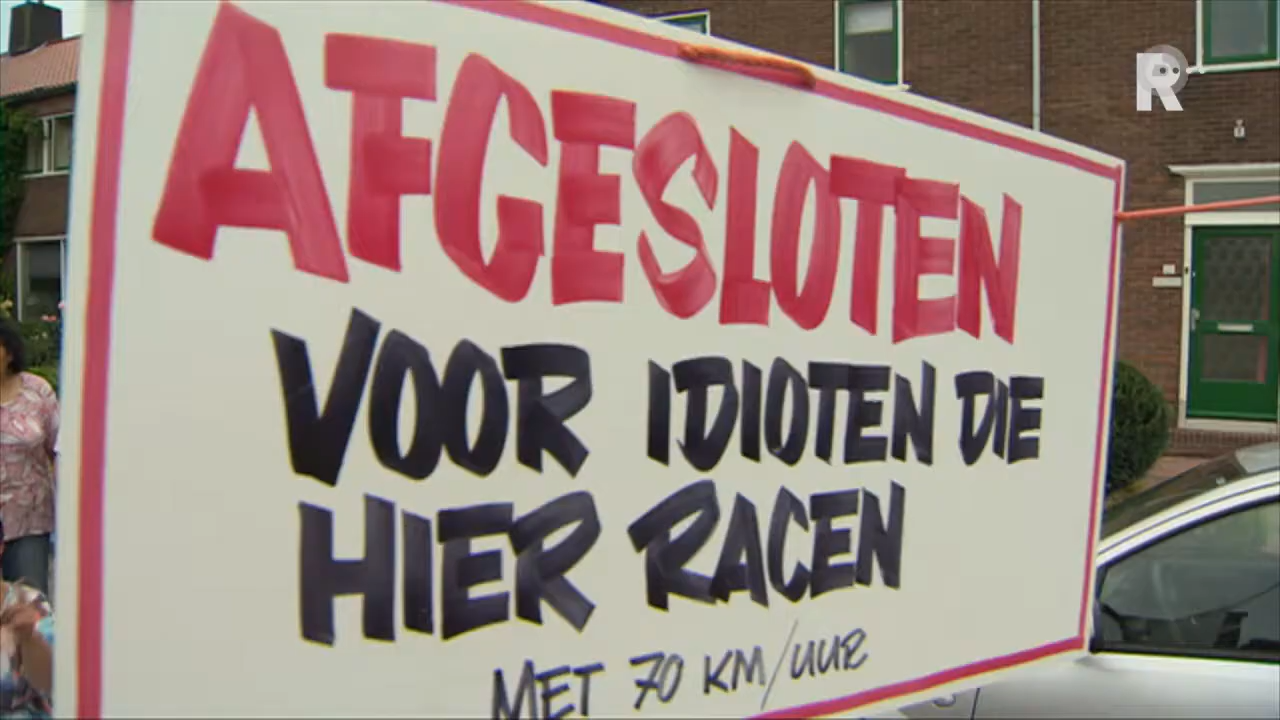 AFGESLOTEN
VOOR IDIOTEN DIE
HIER RACEN
MET 70 KM/UUR
R